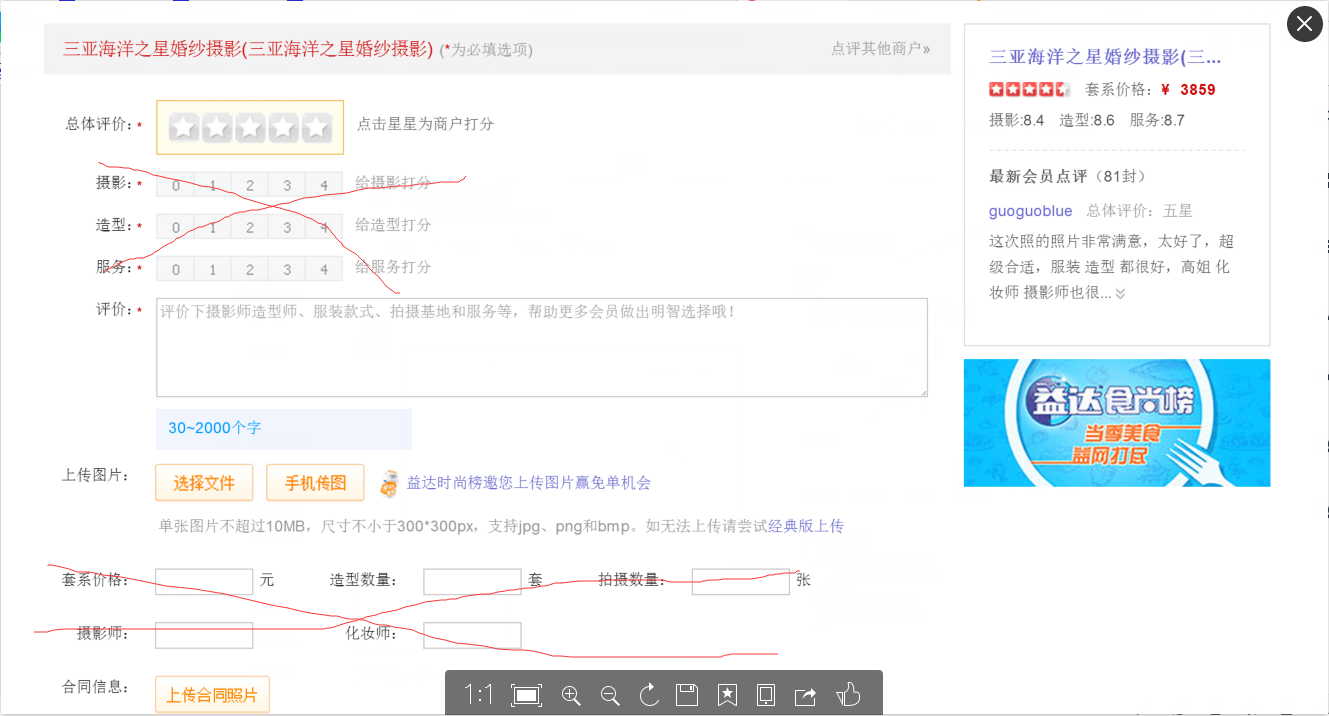 三亚海洋之星婚纱摄影(三亚海洋之星婚纱摄影) (*为必填选项)
点评其他商户»
总体评价：* 点击星星为商户打分
摄影：* 0 1 2 3 4 给摄影打分
造型：* 0 1 2 3 4 给造型打分
服务：* 0 1 2 3 4 给服务打分
评价：* 评价下摄影师造型师、服装款式、拍摄基地和服务等，帮助更多会员做出明智选择哦！
30~2000个字
上传图片： 选择文件 手机传图 益达时尚榜邀您上传图片赢免单机会
单张图片不超过10MB，尺寸不小于300*300px，支持jpg、png和bmp。如无法上传请尝试经典版上传
套系价格： 元 造型数量： 套 拍摄数量： 张
摄影师： 化妆师：
合同信息： 上传合同照片
三亚海洋之星婚纱摄影(三...
套系价格：¥ 3859
摄影:8.4 造型:8.6 服务:8.7
最新会员点评（81封）
guoguoblue 总体评价：五星
这次照的照片非常满意，太好了，超
级合适，服装 造型 都很好，高姐 化
妆师 摄影师也很...
益达食尚榜
当季美食
益网打尽
1:1